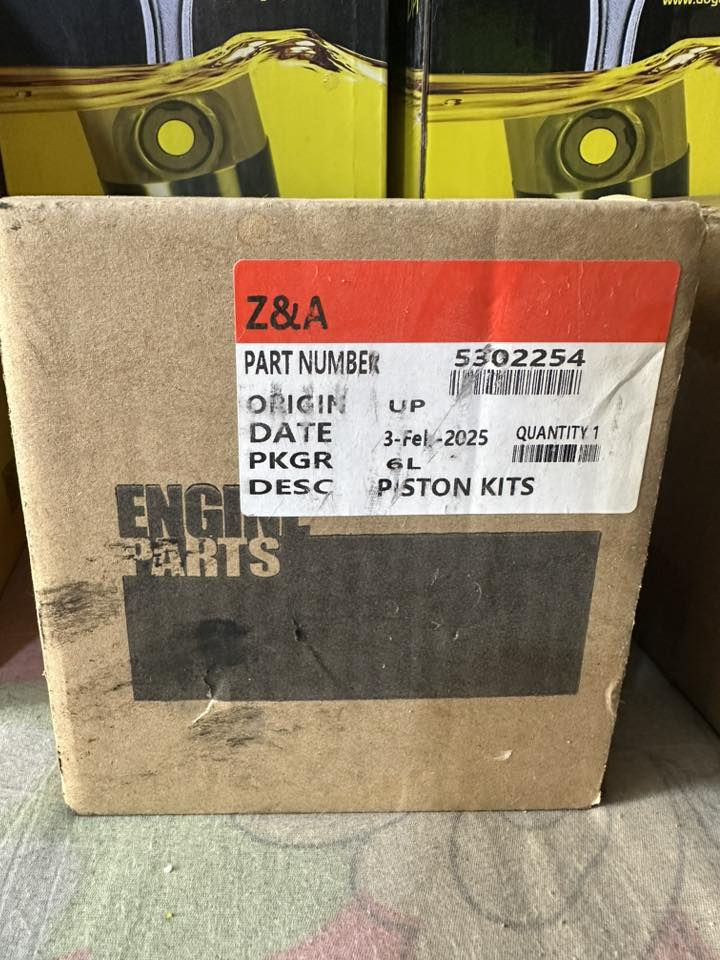 Z&A
PART NUMBER 5302254
ORIGIN UP
DATE 3-Feb-2025 QUANTITY 1
PKGR 6L
DESC PISTON KITS
ENGINE
PARTS